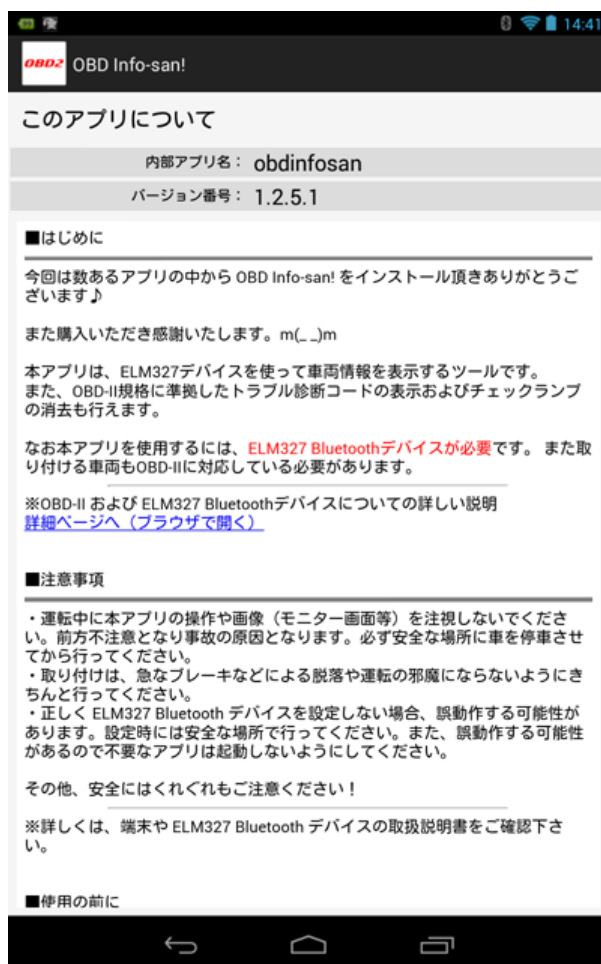 14:41
OBD2 OBD Info-san!
このアプリについて
内部アプリ名： obdinfosan
バージョン番号： 1.2.5.1
■はじめに
今回は数あるアプリの中から OBD Info-san! をインストール頂きありがとうご
ざいます♪
また購入いただき感謝いたします。m(_ _)m
本アプリは、ELM327デバイスを使って車両情報を表示するツールです。
また、OBD-II規格に準拠したトラブル診断コードの表示およびチェックランプ
の消去も行えます。
なお本アプリを使用するには、ELM327 Bluetoothデバイスが必要です。 また取
り付ける車両もOBD-IIに対応している必要があります。
※OBD-II および ELM327 Bluetoothデバイスについての詳しい説明
詳細ページへ（ブラウザで開く）
■注意事項
・運転中に本アプリの操作や画像（モニター画面等）を注視しないでくださ
い。前方不注意となり事故の原因となります。必ず安全な場所に車を停車させ
てから行ってください。
・取り付けは、急なブレーキなどによる脱落や運転の邪魔にならないようにき
ちんと行ってください。
・正しく ELM327 Bluetooth デバイスを設定しない場合、誤動作する可能性が
あります。設定時には安全な場所で行ってください。また、誤動作する可能性
があるので不要なアプリは起動しないようにしてください。
その他、安全にはくれぐれもご注意ください！
※詳しくは、端末や ELM327 Bluetooth デバイスの取扱説明書をご確認下さ
い。
■使用の前に